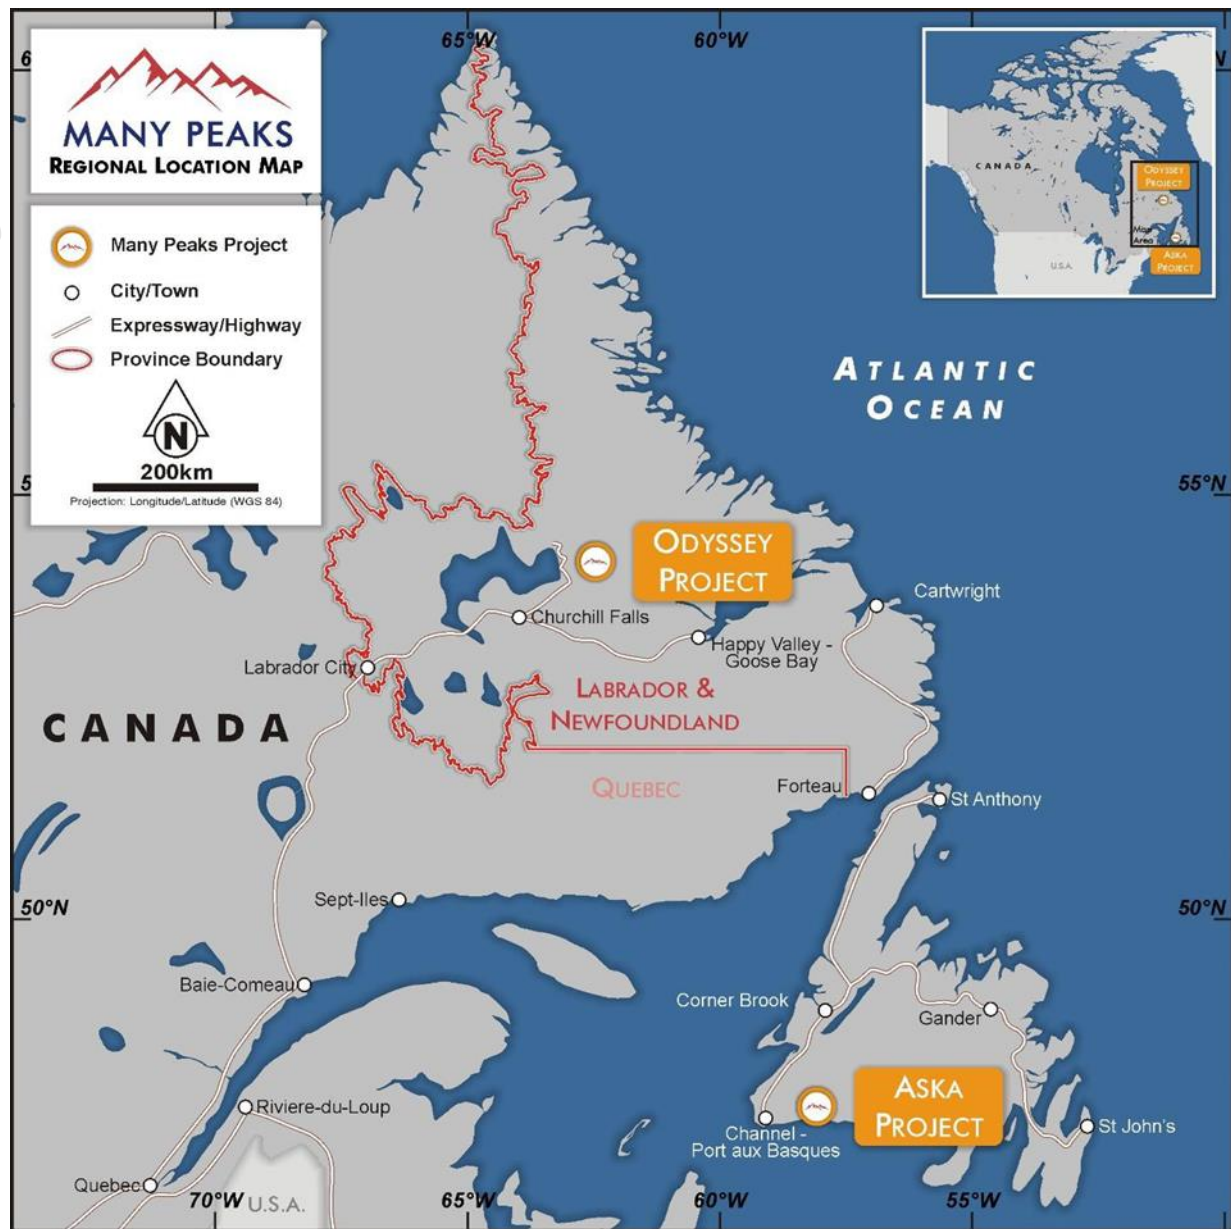 65°W
60°W
MANY PEAKS
REGIONAL LOCATION MAP
Many Peaks Project
City/Town
Expressway/Highway
Province Boundary
N
200km
Projection: Longitude/Latitude (WGS 84)
CANADA
ODYSSEY
PROJECT
Map
Area
ASKA
PROJECT
U.S.A.
ATLANTIC
OCEAN
55°N
ODYSSEY
PROJECT
Cartwright
Churchill Falls
Happy Valley -
Goose Bay
Labrador City
LABRADOR &
NEWFOUNDLAND
CANADA
QUEBEC
Forteau
St Anthony
Sept-Iles
50°N
50°N
Baie-Comeau
Corner Brook
Gander
ASKA
PROJECT
Riviere-du-Loup
Channel -
Port aux Basques
St John's
Quebec
70°W
U.S.A.
65°W
60°W
55°W